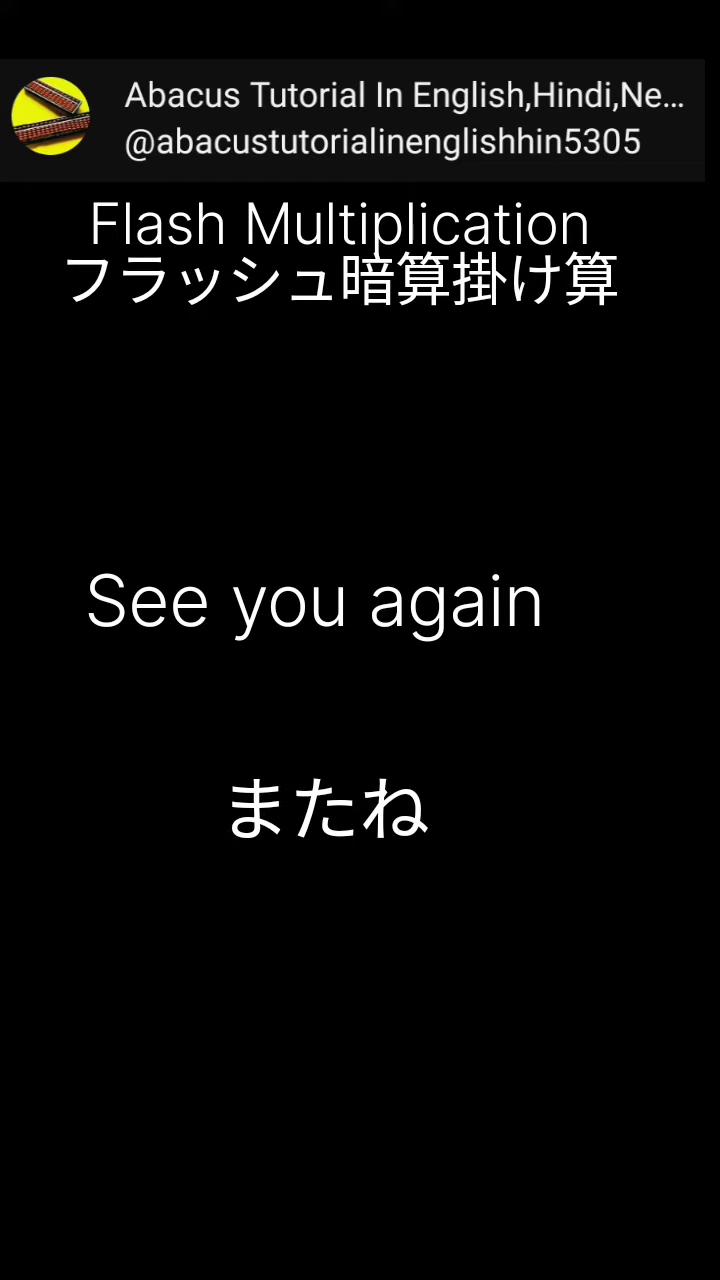 Abacus Tutorial In English,Hindi,Ne...
@abacustutorialinenglishhin5305
Flash Multiplication
フラッシュ暗算掛け算
See you again
またね